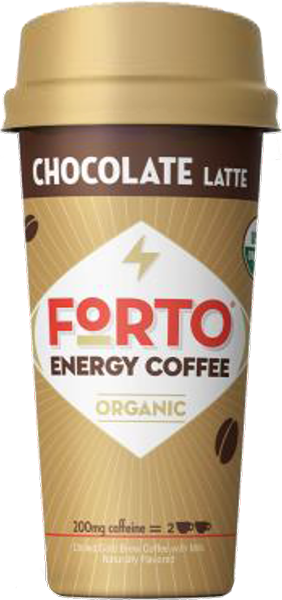 CHOCOLATE LATTE
FORTO
ENERGY COFFEE
ORGANIC
200mg caffeine = 2
Chilled Cold Brew Coffee with Milk
Naturally Flavored